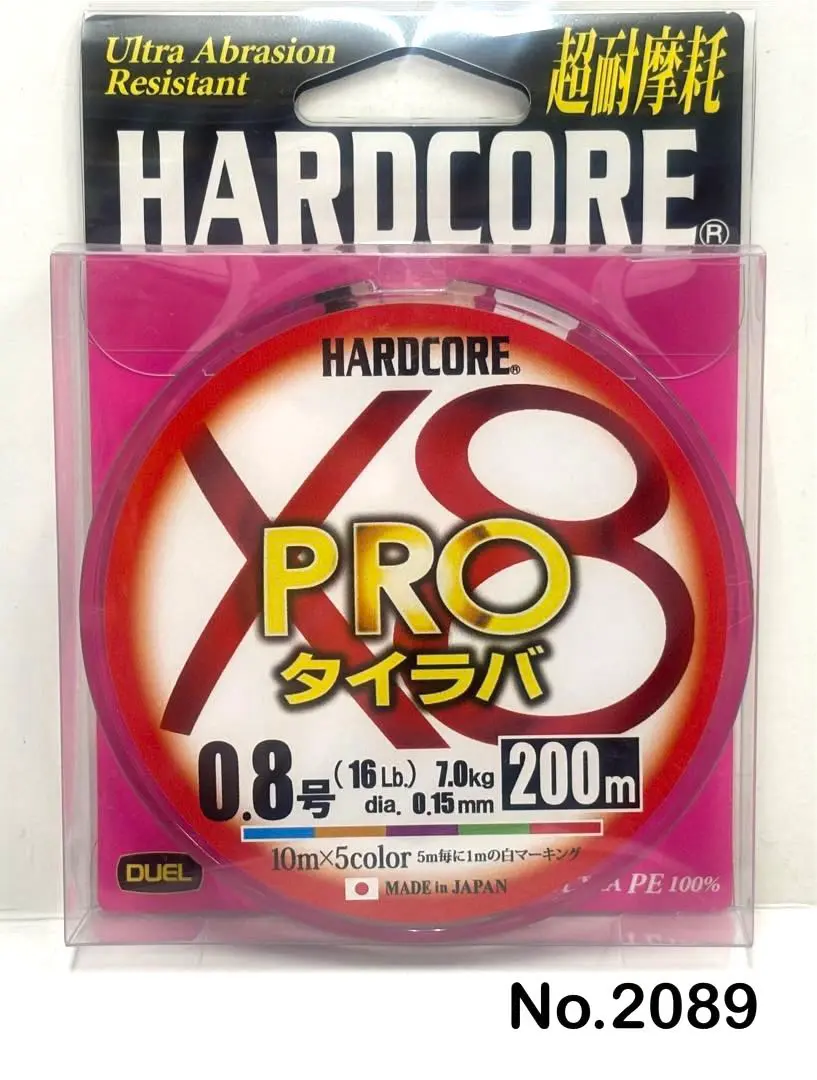 Ultra Abrasion
Resistant
超耐摩耗
HARDCORE®
HARDCORE®
X8
PRO
タイラバ
0.8号 (16Lb.) 7.0kg
dia. 0.15mm
200m
10m×5color 5m毎に1mの白マーキング
MADE in JAPAN
DUEL
PE 100%
No.2089